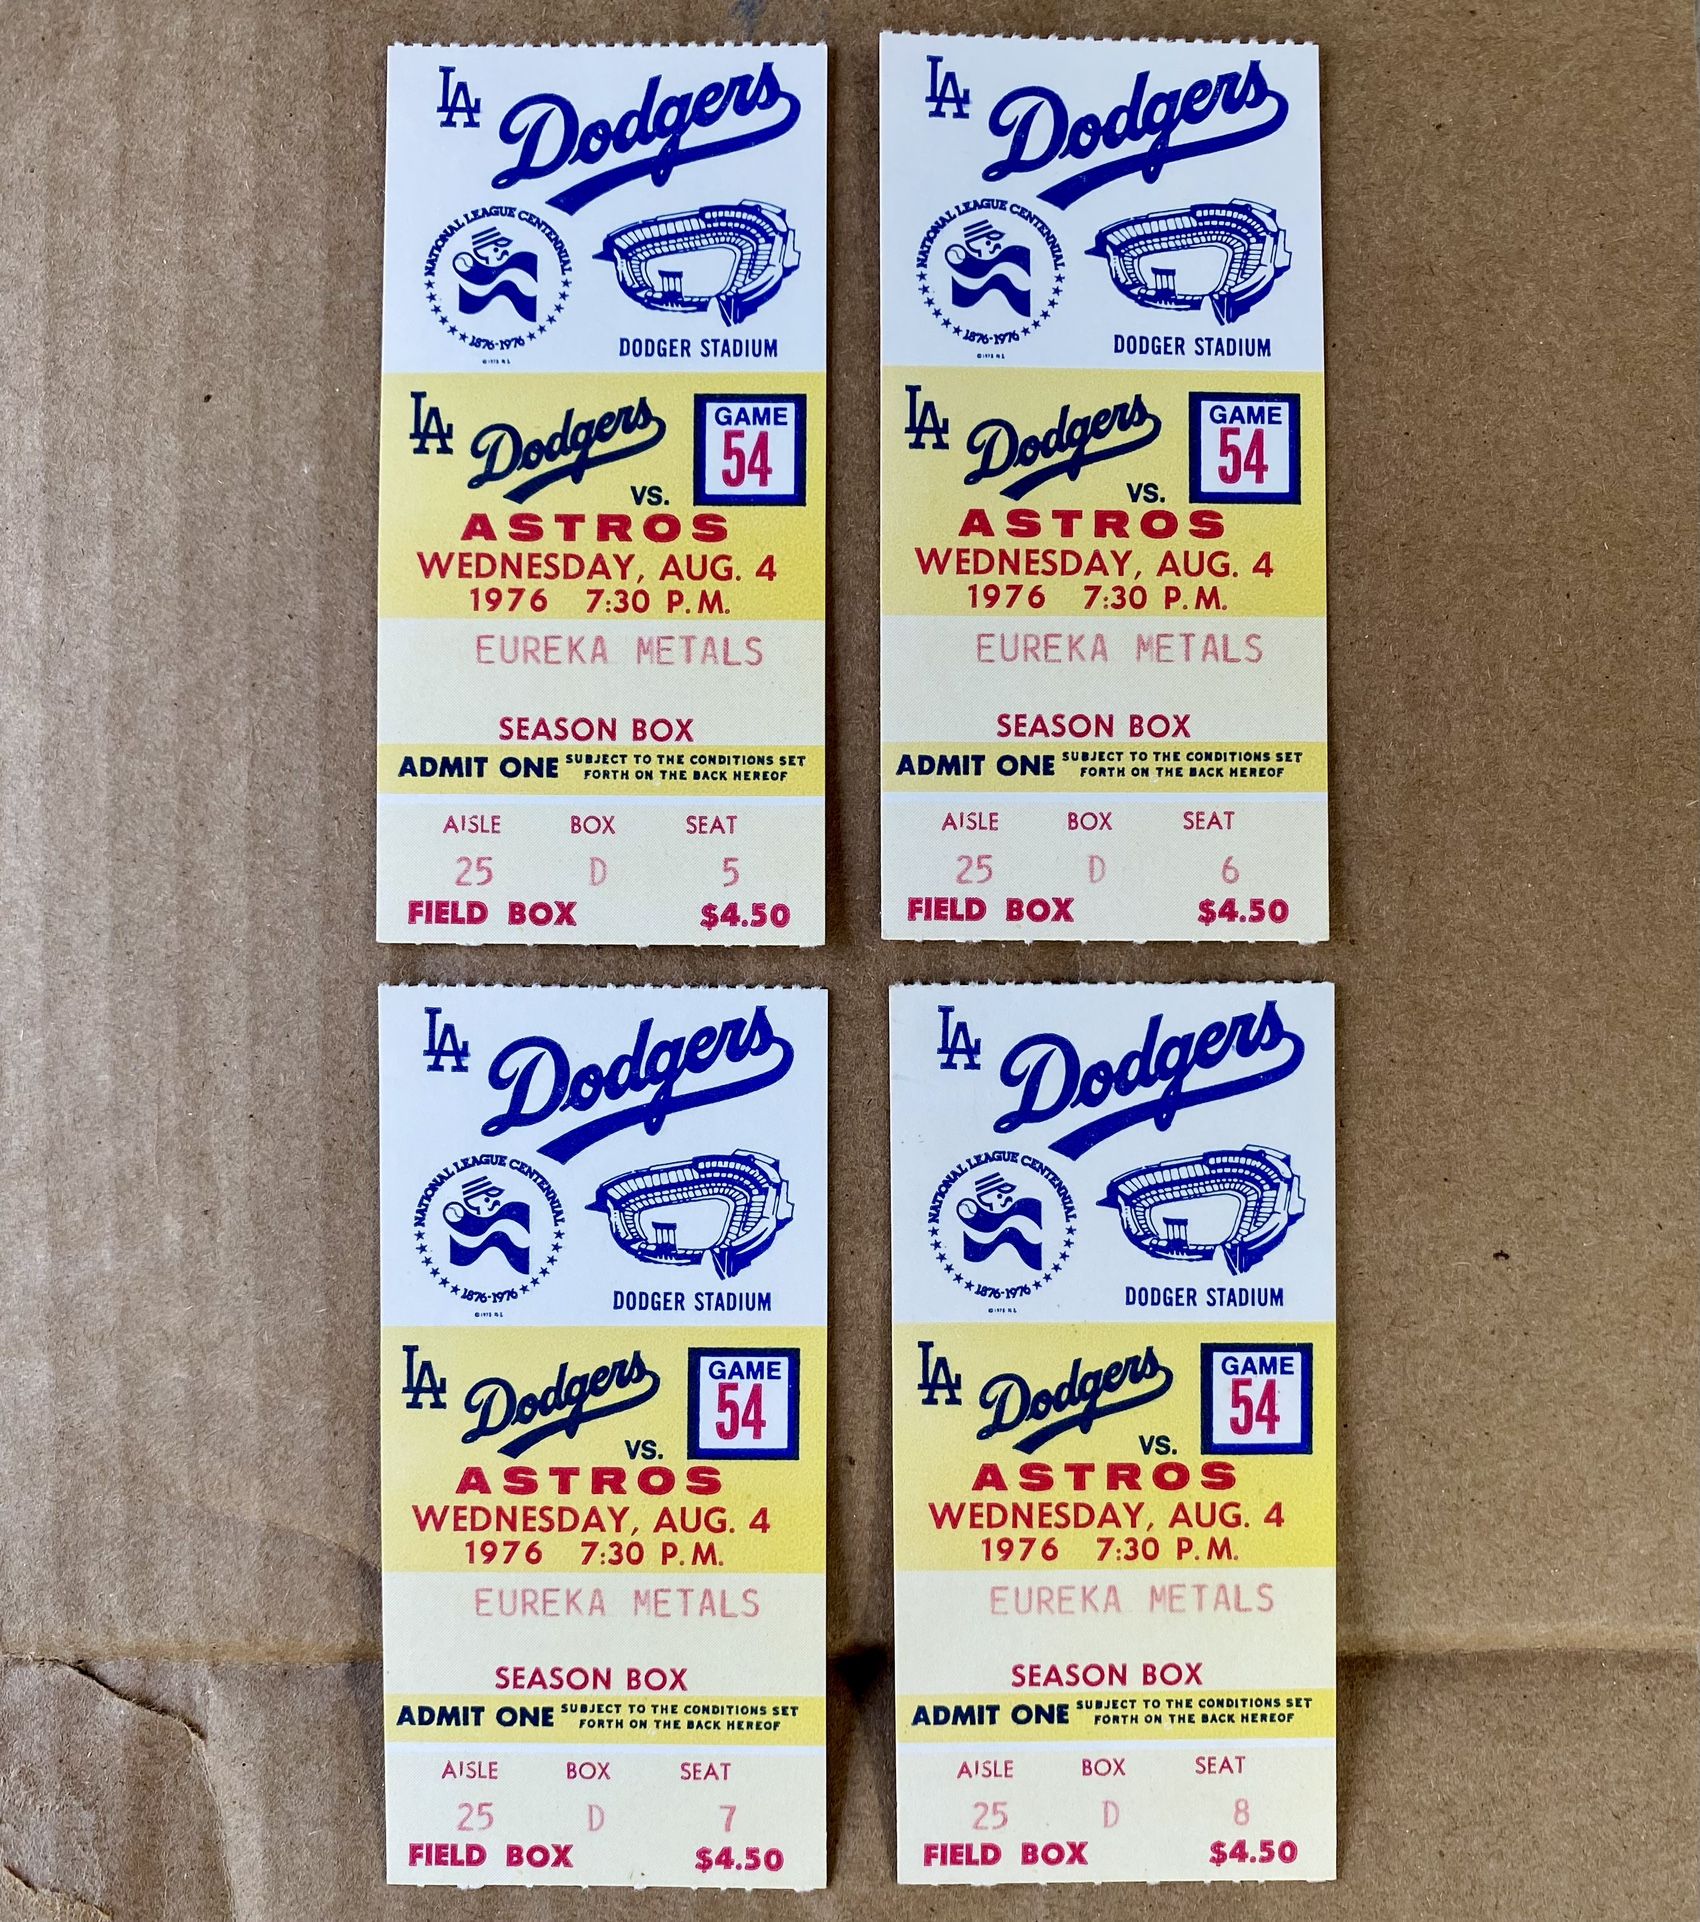 LA Dodgers
NATIONAL LEAGUE CENTENNIAL
1876-1976
DODGER STADIUM
LA Dodgers
VS.
GAME
54
ASTROS
WEDNESDAY, AUG. 4
1976 7:30 P.M.
EUREKA METALS
SEASON BOX
ADMIT ONE SUBJECT TO THE CONDITIONS SET
FORTH ON THE BACK HEREOF
AISLE BOX SEAT
25 D 5
FIELD BOX $4.50
LA Dodgers
NATIONAL LEAGUE CENTENNIAL
1876-1976
DODGER STADIUM
LA Dodgers
VS.
GAME
54
ASTROS
WEDNESDAY, AUG. 4
1976 7:30 P.M.
EUREKA METALS
SEASON BOX
ADMIT ONE SUBJECT TO THE CONDITIONS SET
FORTH ON THE BACK HEREOF
AISLE BOX SEAT
25 D 6
FIELD BOX $4.50
LA Dodgers
NATIONAL LEAGUE CENTENNIAL
1876-1976
DODGER STADIUM
LA Dodgers
VS.
GAME
54
ASTROS
WEDNESDAY, AUG. 4
1976 7:30 P.M.
EUREKA METALS
SEASON BOX
ADMIT ONE SUBJECT TO THE CONDITIONS SET
FORTH ON THE BACK HEREOF
AISLE BOX SEAT
25 D 7
FIELD BOX $4.50
LA Dodgers
NATIONAL LEAGUE CENTENNIAL
1876-1976
DODGER STADIUM
LA Dodgers
VS.
GAME
54
ASTROS
WEDNESDAY, AUG. 4
1976 7:30 P.M.
EUREKA METALS
SEASON BOX
ADMIT ONE SUBJECT TO THE CONDITIONS SET
FORTH ON THE BACK HEREOF
AISLE BOX SEAT
25 D 8
FIELD BOX $4.50